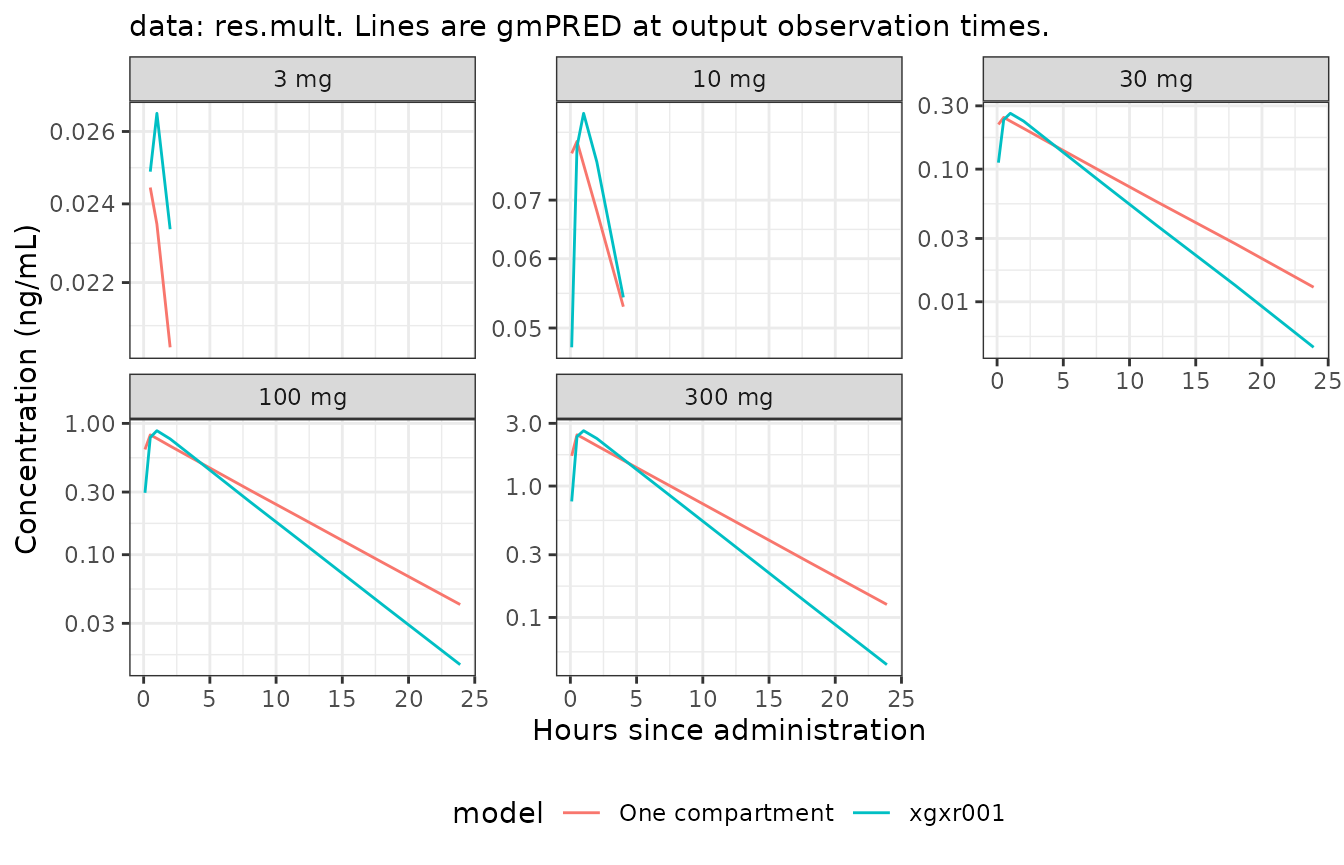 data: res.mult. Lines are gmPRED at output observation times.
3 mg
10 mg
30 mg
0.026
0.024
0.022
0.07
0.06
0.05
0.30
0.10
0.03
0.01
0 5 10 15 20 25
100 mg
300 mg
1.00
0.30
0.10
0.03
3.0
1.0
0.3
0.1
0 5 10 15 20 25
0 5 10 15 20 25
Concentration (ng/mL)
Hours since administration
model One compartment xgxr001